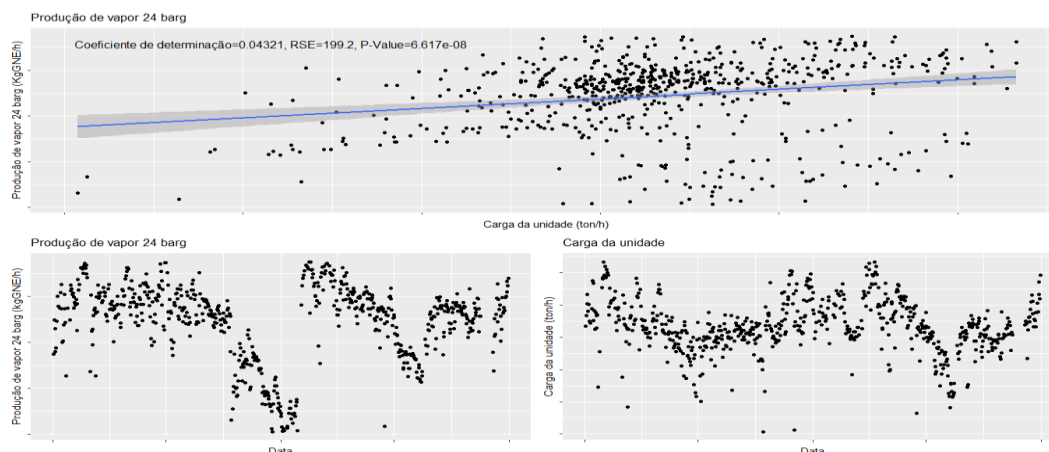 Produção de vapor 24 barg
Coeficiente de determinação=0.04321, RSE=199.2, P-Value=6.617e-08
Produção de vapor 24 barg (KgGNE/h)
Carga da unidade (ton/h)
Produção de vapor 24 barg
Produção de vapor 24 barg (kgGNE/h)
Data
Carga da unidade
Carga da unidade (ton/h)
Data